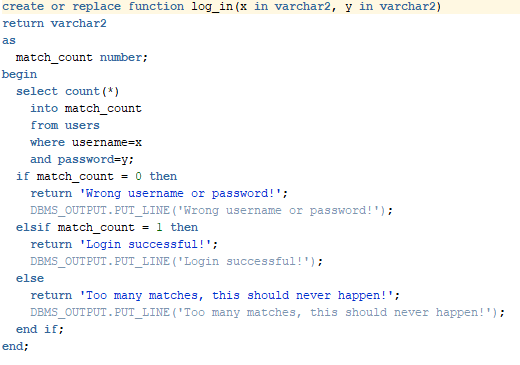 create or replace function log_in(x in varchar2, y in varchar2)
return varchar2
as
  match_count number;
begin
  select count(*)
    into match_count
    from users
    where username=x
    and password=y;
  if match_count = 0 then
    return 'Wrong username or password!';
    DBMS_OUTPUT.PUT_LINE('Wrong username or password!');
  elsif match_count = 1 then
    return 'Login successful!';
    DBMS_OUTPUT.PUT_LINE('Login successful!');
  else
    return 'Too many matches, this should never happen!';
    DBMS_OUTPUT.PUT_LINE('Too many matches, this should never happen!');
  end if;
end;